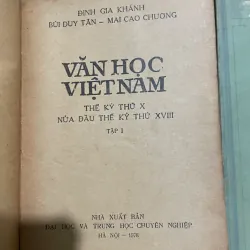 ĐINH GIA KHÁNH
BÙI DUY TÂN – MAI CAO CHƯƠNG
VĂN HỌC
VIỆT NAM
THẾ KỶ THỨ X
NỬA ĐẦU THẾ KỶ THỨ XVIII
TẬP I
NHÀ XUẤT BẢN
ĐẠI HỌC VÀ TRUNG HỌC CHUYÊN NGHIỆP
HÀ NỘI –